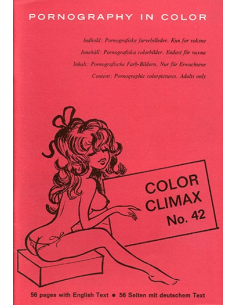 PORNOGRAPHY IN COLOR
Indhold: Pornografiske farvebilleder. Kun for voksne
Innehåll: Pornografiska colorbilder. Endast för vuxna
Inhalt: Pornografische Farb-Bildern. Nur für Erwachsene
Content: Pornographic colorpictures. Adults only
COLOR
CLIMAX
No. 42
56 pages with English Text ■ 56 Seiten mit deutschem Text